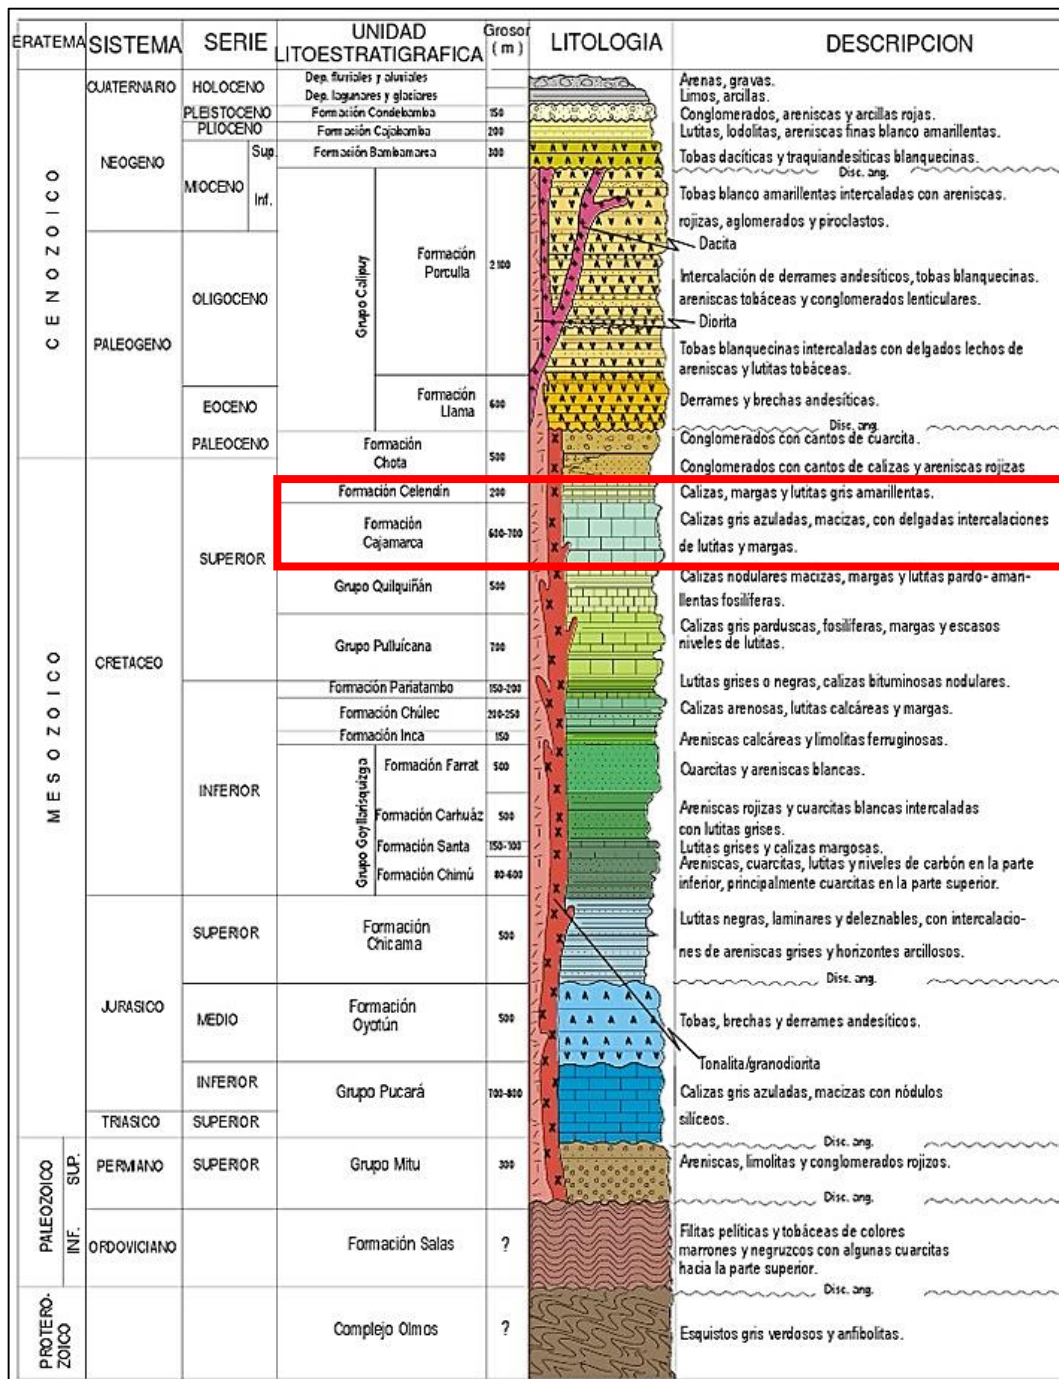 ERATEMA SISTEMA SERIE UNIDAD LITOESTRATIGRAFICA Grosor (m) LITOLOGIA DESCRIPCION
CENOZOICO
CUATERNARIO HOLOCENO Dep. fluviales y aluviales Arenas, gravas.
Dep. lagunares y glaciares Limos, arcillas.
PLEISTOCENO Formación Condebamba 150 Conglomerados, areniscas y arcillas rojas.
NEOGENO
PLIOCENO Formación Cajabamba 200 Lutitas, lodolitas, areniscas finas blanco amarillentas.
MIOCENO Sup. Formación Bambamarca 300 Tobas dacíticas y traquiandesíticas blanquecinas.
Disc. ang.
Inf.
Grupo Calipuy
Formación Porculla 2100 Tobas blanco amarillentas intercaladas con areniscas.
rojizas, aglomerados y piroclastos.
Dacita
PALEOGENO
OLIGOCENO
Intercalación de derrames andesíticos, tobas blanquecinas.
areniscas tobáceas y conglomerados lenticulares.
Diorita
Tobas blanquecinas intercaladas con delgados lechos de
areniscas y lutitas tobáceas.
EOCENO Formación Llama 600 Derrames y brechas andesíticas.
Disc. ang.
PALEOCENO Formación Chota 500 Conglomerados con cantos de cuarcita.
Conglomerados con cantos de calizas y areniscas rojizas
MESOZOICO
CRETACEO
SUPERIOR
Formación Celendín 200 Calizas, margas y lutitas gris amarillentas.
Formación Cajamarca 600-700 Calizas gris azuladas, macizas, con delgadas intercalaciones
de lutitas y margas.
Grupo Quilquiñán 500 Calizas nodulares macizas, margas y lutitas pardo- aman-
llentas fosilíferas.
Grupo Pulluícana 700 Calizas gris parduscas, fosilíferas, margas y escasos
niveles de lutitas.
INFERIOR
Formación Pariatambo 150-200 Lutitas grises o negras, calizas bituminosas nodulares.
Formación Chúlec 200-250 Calizas arenosas, lutitas calcáreas y margas.
Formación Inca 150 Areniscas calcáreas y limolitas ferruginosas.
Grupo Goyllarisquizga
Formación Farrat 500 Cuarcitas y areniscas blancas.
Formación Carhuáz 500 Areniscas rojizas y cuarcitas blancas intercaladas
con lutitas grises.
Formación Santa 150-100 Lutitas grises y calizas margosas.
Formación Chimú 80-600 Areniscas, cuarcitas, lutitas y niveles de carbón en la parte
inferior, principalmente cuarcitas en la parte superior.
JURASICO
SUPERIOR Formación Chicama 500 Lutitas negras, laminares y deleznables, con intercalacio-
nes de areniscas grises y horizontes arcillosos.
Disc. ang.
MEDIO Formación Oyotún 500 Tobas, brechas y derrames andesíticos.
Tonalita/granodiorita
INFERIOR Grupo Pucará 700-800 Calizas gris azuladas, macizas con nódulos
silíceos.
TRIASICO SUPERIOR
Disc. ang.
PALEOZOICO
SUP. PERMIANO SUPERIOR Grupo Mitu 300 Areniscas, limolitas y conglomerados rojizos.
Disc. ang.
INF. ORDOVICIANO Formación Salas ? Filitas pelíticas y tobáceas de colores
marrones y negruzcos con algunas cuarcitas
hacia la parte superior.
Disc. ang.
PROTERO-
ZOICO
Complejo Olmos ? Esquistos gris verdosos y anfibolitas.